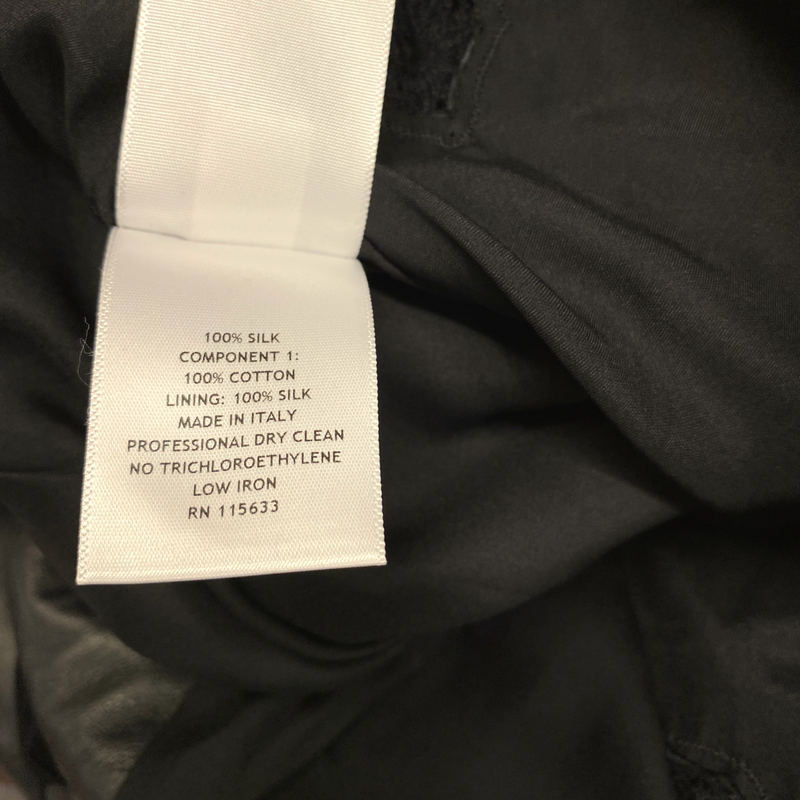 100% SILK
COMPONENT 1:
100% COTTON
LINING: 100% SILK
MADE IN ITALY
PROFESSIONAL DRY CLEAN
NO TRICHLOROETHYLENE
LOW IRON
RN 115633